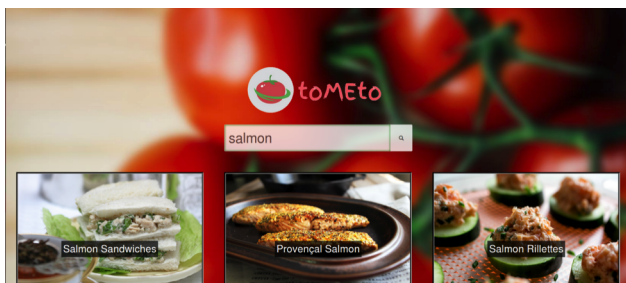 toMEto
salmon
Salmon Sandwiches
Provençal Salmon
Salmon Rillettes